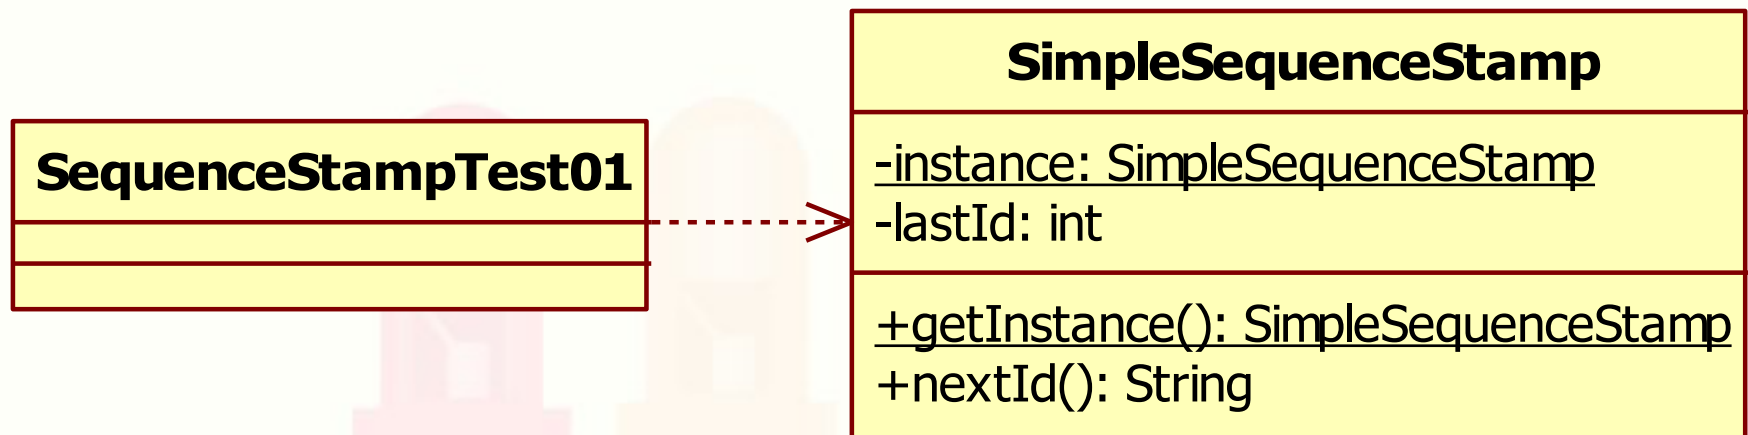 SequenceStampTest01
SimpleSequenceStamp
-instance: SimpleSequenceStamp
-lastId: int
+getInstance(): SimpleSequenceStamp
+nextId(): String